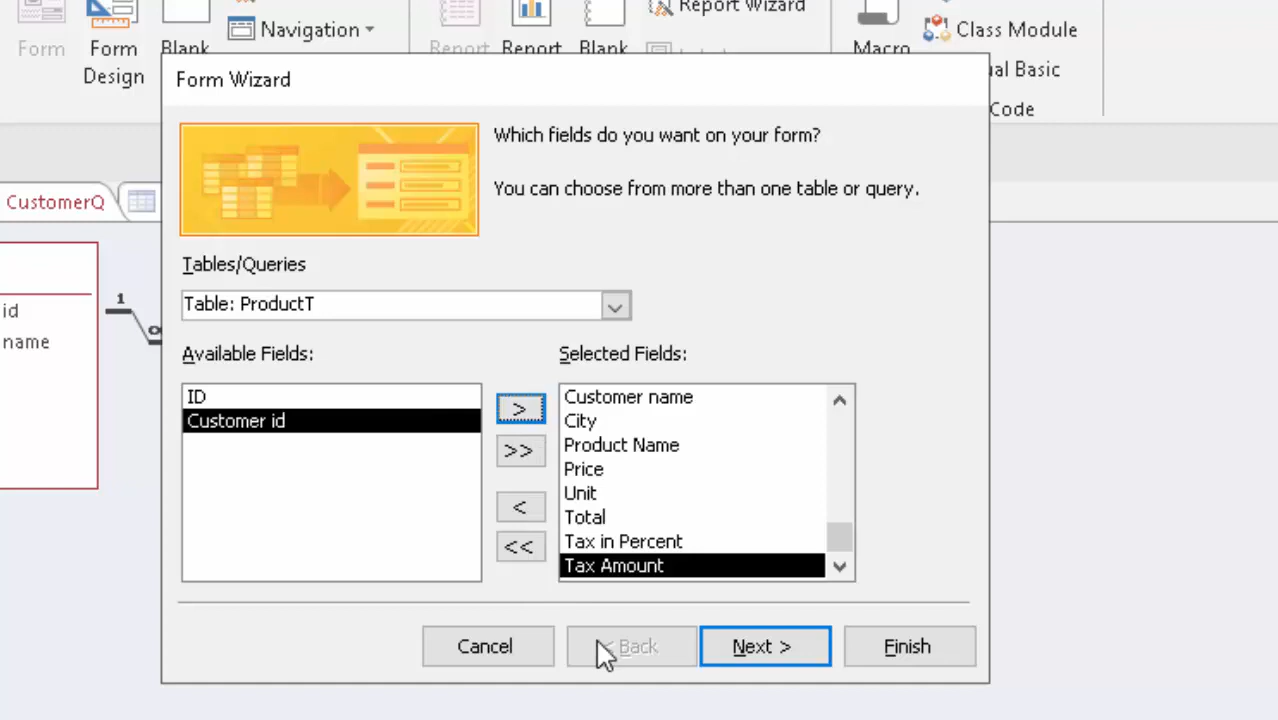 Report Wizard
Navigation
Class Module
Form
Form
Design
Blank
Report
Report
Blank
Macro
ual Basic
Code
Form Wizard
Which fields do you want on your form?
You can choose from more than one table or query.
CustomerQ
Tables/Queries
Table: ProductT
1
id
name
Available Fields:
Selected Fields:
ID
Customer id
>
>>
<
<<
Customer name
City
Product Name
Price
Unit
Total
Tax in Percent
Tax Amount
Cancel
< Back
Next >
Finish